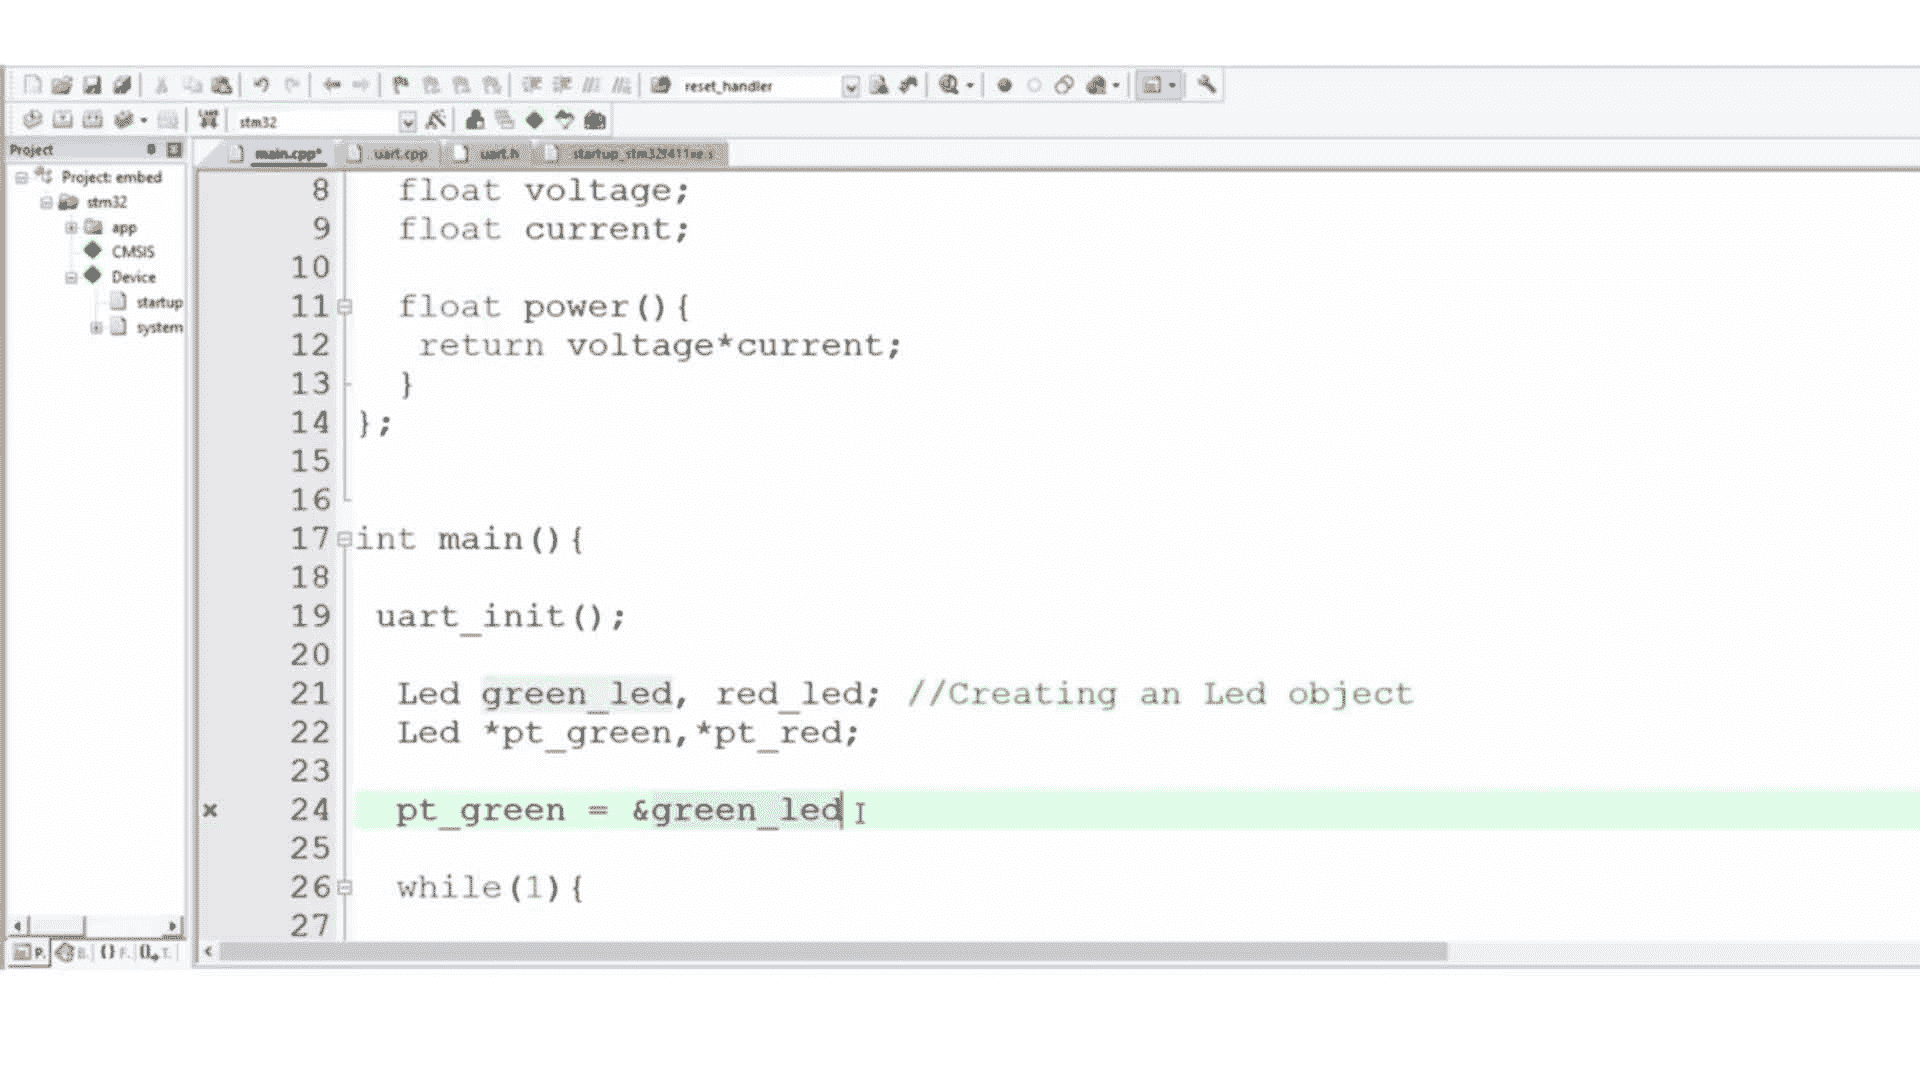 reset_handler
stm32
Project
main.cpp*
uart.cpp
uart.h
startup_stm32f411xe.s
Project: embed
stm32
app
CMSIS
Device
startup
system
8 float voltage;
9 float current;
10
11 float power(){
12 return voltage*current;
13 }
14 };
15
16
17 int main(){
18
19 uart_init();
20
21 Led green_led, red_led; //Creating an Led object
22 Led *pt_green,*pt_red;
23
24 pt_green = &green_led
25
26 while(1){
27
P.
B.
{} F.
T.